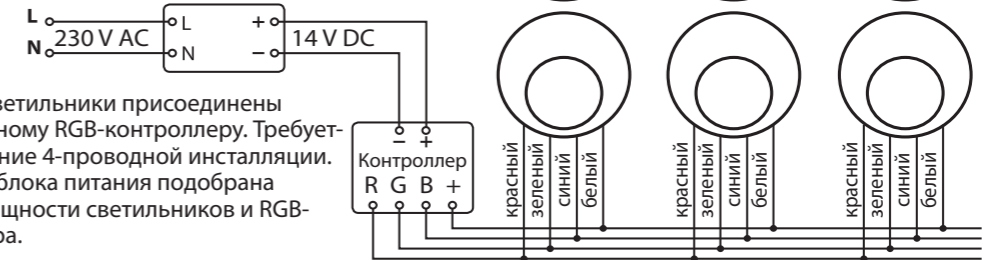 L
L
+
230 V AC
14 V DC
N
N
−
ветильники присоединены
ному RGB-контроллеру. Требует-
ние 4-проводной инсталляции.
блока питания подобрана
щности светильников и RGB-
ра.
− +
Контроллер
R G B +
красный
зеленый
синий
белый
красный
зеленый
синий
белый
красный
зеленый
синий
белый